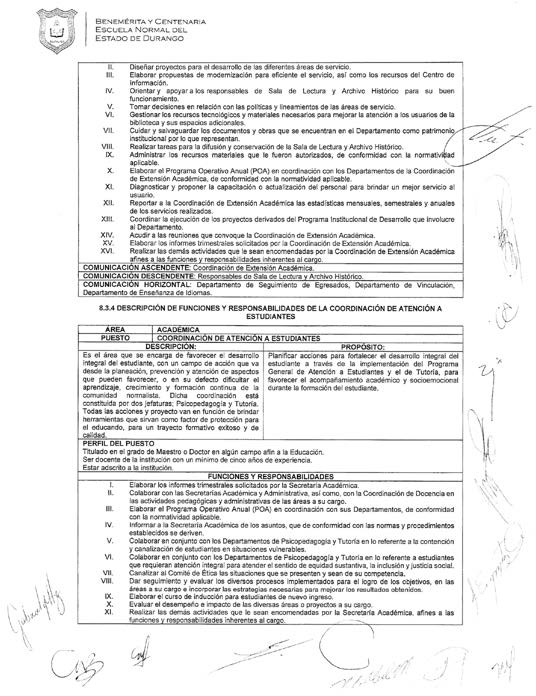 BENEMÉRITA Y CENTENARIA
ESCUELA NORMAL DEL
ESTADO DE DURANGO
II. Diseñar proyectos para el desarrollo de las diferentes áreas de servicio.
III. Elaborar propuestas de modernización para eficiente el servicio, así como los recursos del Centro de
información.
IV. Orientar y apoyar a los responsables de Sala de Lectura y Archivo Histórico para su buen
funcionamiento.
V. Tomar decisiones en relación con las políticas y lineamientos de las áreas de servicio.
VI. Gestionar los recursos tecnológicos y materiales necesarios para mejorar la atención a los usuarios de la
biblioteca y sus espacios adicionales.
VII. Cuidar y salvaguardar los documentos y obras que se encuentran en el Departamento como patrimonio
institucional por lo que representan.
VIII. Realizar tareas para la difusión y conservación de la Sala de Lectura y Archivo Histórico.
IX. Administrar los recursos materiales que le fueron autorizados, de conformidad con la normatividad
aplicable.
X. Elaborar el Programa Operativo Anual (POA) en coordinación con los Departamentos de la Coordinación
de Extensión Académica, de conformidad con la normatividad aplicable.
XI. Diagnosticar y proponer la capacitación o actualización del personal para brindar un mejor servicio al
usuario.
XII. Reportar a la Coordinación de Extensión Académica las estadísticas mensuales, semestrales y anuales
de los servicios realizados.
XIII. Coordinar la ejecución de los proyectos derivados del Programa Institucional de Desarrollo que involucre
al Departamento.
XIV. Acudir a las reuniones que convoque la Coordinación de Extensión Académica.
XV. Elaborar los informes trimestrales solicitados por la Coordinación de Extensión Académica.
XVI. Realizar las demás actividades que le sean encomendadas por la Coordinación de Extensión Académica
afines a las funciones y responsabilidades inherentes al cargo.
COMUNICACIÓN ASCENDENTE: Coordinación de Extensión Académica.
COMUNICACIÓN DESCENDENTE: Responsables de Sala de Lectura y Archivo Histórico.
COMUNICACIÓN HORIZONTAL: Departamento de Seguimiento de Egresados, Departamento de Vinculación,
Departamento de Enseñanza de Idiomas.
8.3.4 DESCRIPCIÓN DE FUNCIONES Y RESPONSABILIDADES DE LA COORDINACIÓN DE ATENCIÓN A
ESTUDIANTES
ÁREA ACADÉMICA
PUESTO COORDINACIÓN DE ATENCIÓN A ESTUDIANTES
DESCRIPCIÓN: PROPÓSITO:
Es el área que se encarga de favorecer el desarrollo
integral del estudiante, con un campo de acción que va
desde la planeación, prevención y atención de aspectos
que pueden favorecer, o en su defecto dificultar el
aprendizaje, crecimiento y formación continua de la
comunidad normalista. Dicha coordinación está
constituida por dos jefaturas; Psicopedagogía y Tutoría.
Todas las acciones y proyecto van en función de brindar
herramientas que sirvan como factor de protección para
el educando, para un trayecto formativo exitoso y de
calidad.
Planificar acciones para fortalecer el desarrollo integral del
estudiante a través de la implementación del Programa
General de Atención a Estudiantes y el de Tutoría, para
favorecer el acompañamiento académico y socioemocional
durante la formación del estudiante.
PERFIL DEL PUESTO
Titulado en el grado de Maestro o Doctor en algún campo afín a la Educación.
Ser docente de la institución con un mínimo de cinco años de experiencia.
Estar adscrito a la institución.
FUNCIONES Y RESPONSABILIDADES
I. Elaborar los informes trimestrales solicitados por la Secretaría Académica.
II. Colaborar con las Secretarías Académica y Administrativa, así como, con la Coordinación de Docencia en
las actividades pedagógicas y administrativas de las áreas a su cargo.
III. Elaborar el Programa Operativo Anual (POA) en coordinación con sus Departamentos, de conformidad
con la normatividad aplicable.
IV. Informar a la Secretaría Académica de los asuntos, que de conformidad con las normas y procedimientos
establecidos se deriven.
V. Colaborar en conjunto con los Departamentos de Psicopedagogía y Tutoría en lo referente a la contención
y canalización de estudiantes en situaciones vulnerables.
VI. Colaborar en conjunto con los Departamentos de Psicopedagogía y Tutoría en lo referente a estudiantes
que requieran atención integral para atender el sentido de equidad sustantiva, la inclusión y justicia social.
VII. Canalizar al Comité de Ética las situaciones que se presenten y sean de su competencia.
VIII. Dar seguimiento y evaluar los diversos procesos implementados para el logro de los objetivos, en las
áreas a su cargo e incorporar las estrategias necesarias para mejorar los resultados obtenidos.
IX. Elaborar el curso de inducción para estudiantes de nuevo ingreso.
X. Evaluar el desempeño e impacto de las diversas áreas o proyectos a su cargo.
XI. Realizar las demás actividades que le sean encomendadas por la Secretaría Académica, afines a las
funciones y responsabilidades inherentes al cargo.